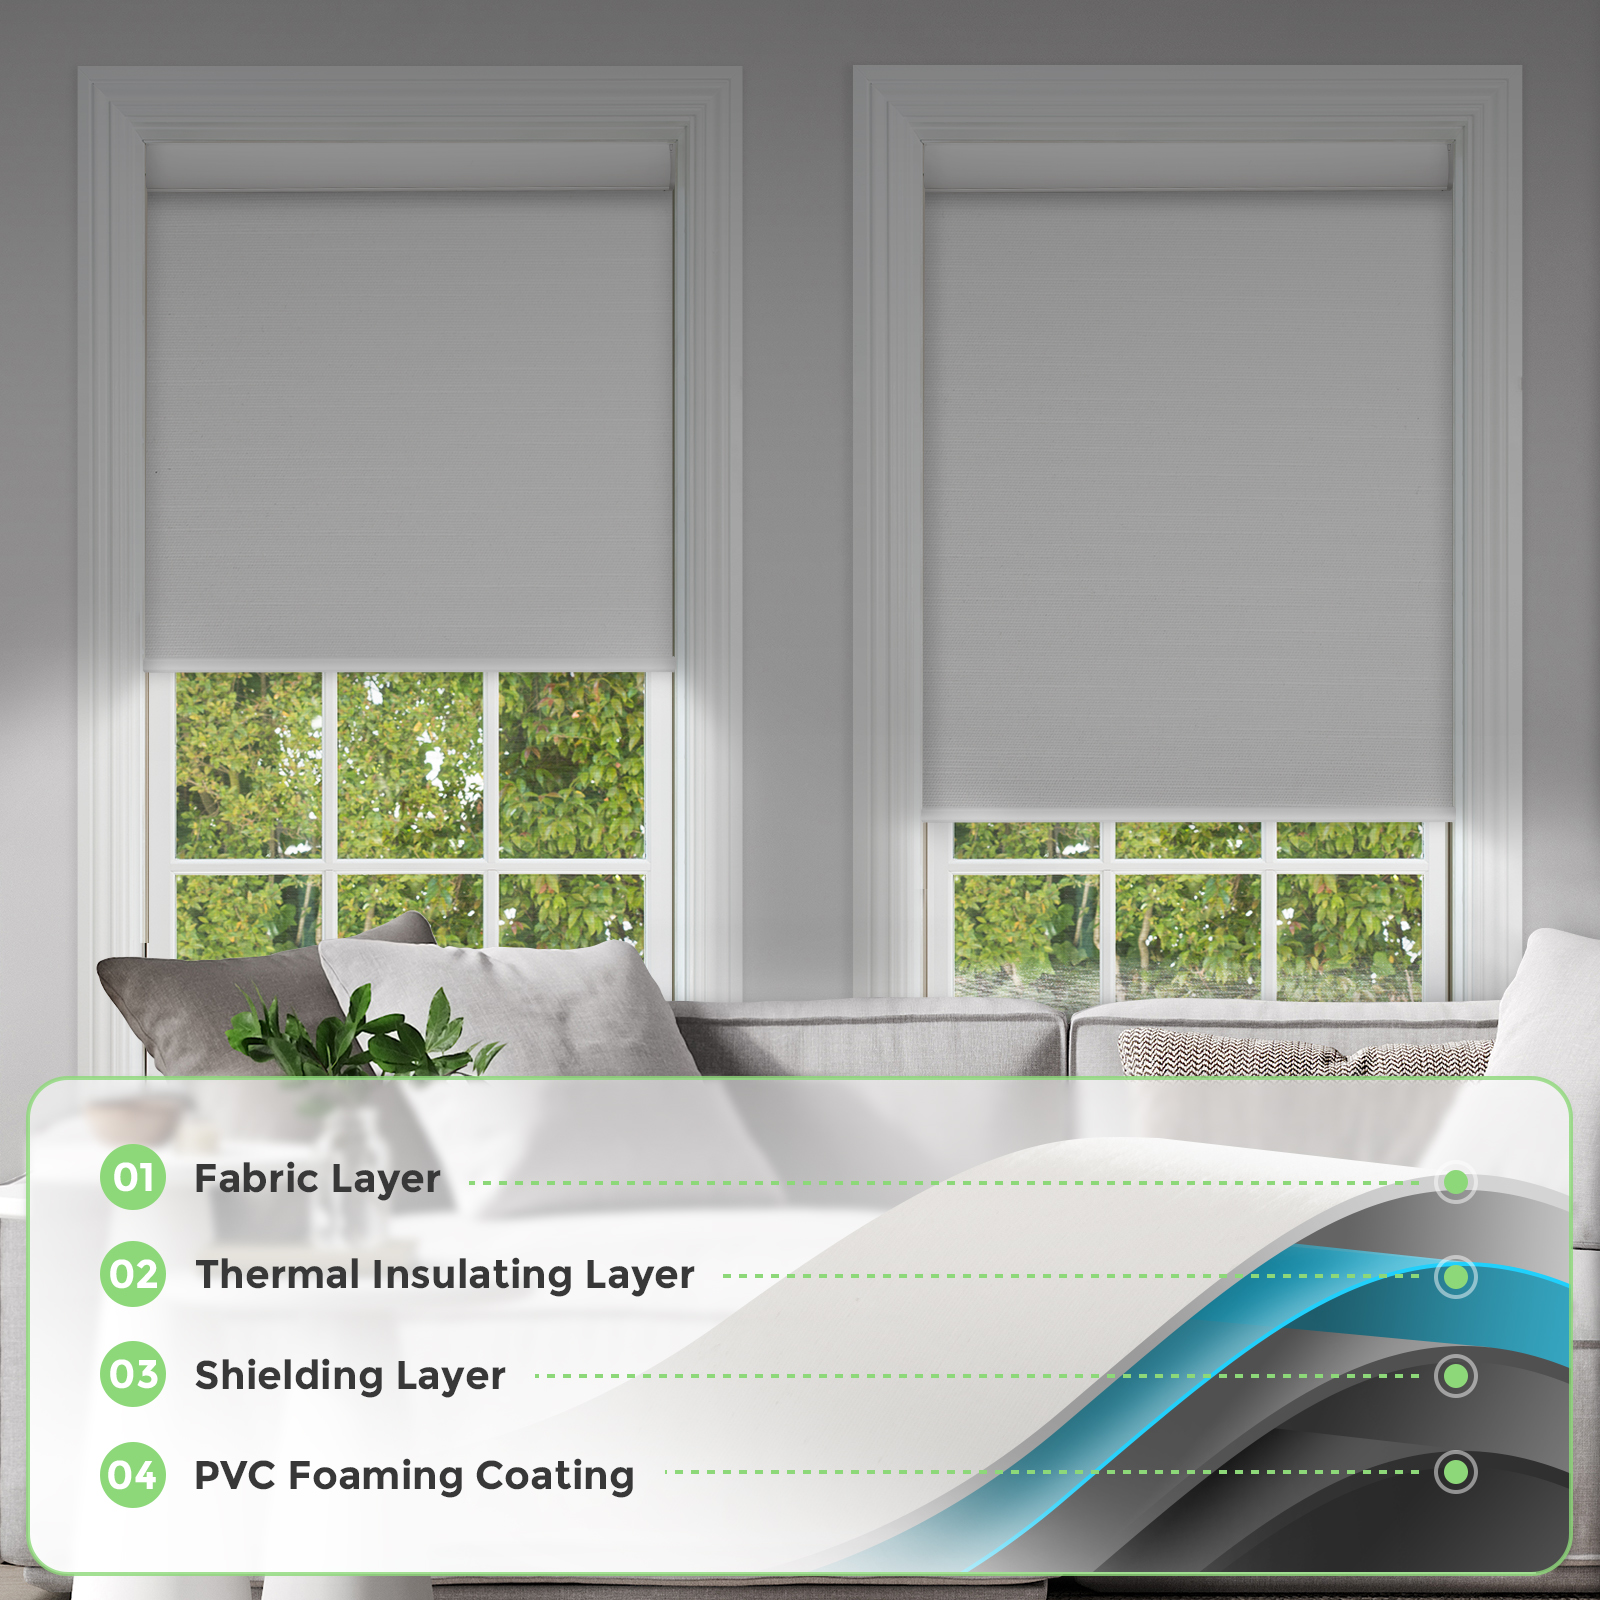 01 Fabric Layer
02 Thermal Insulating Layer
03 Shielding Layer
04 PVC Foaming Coating